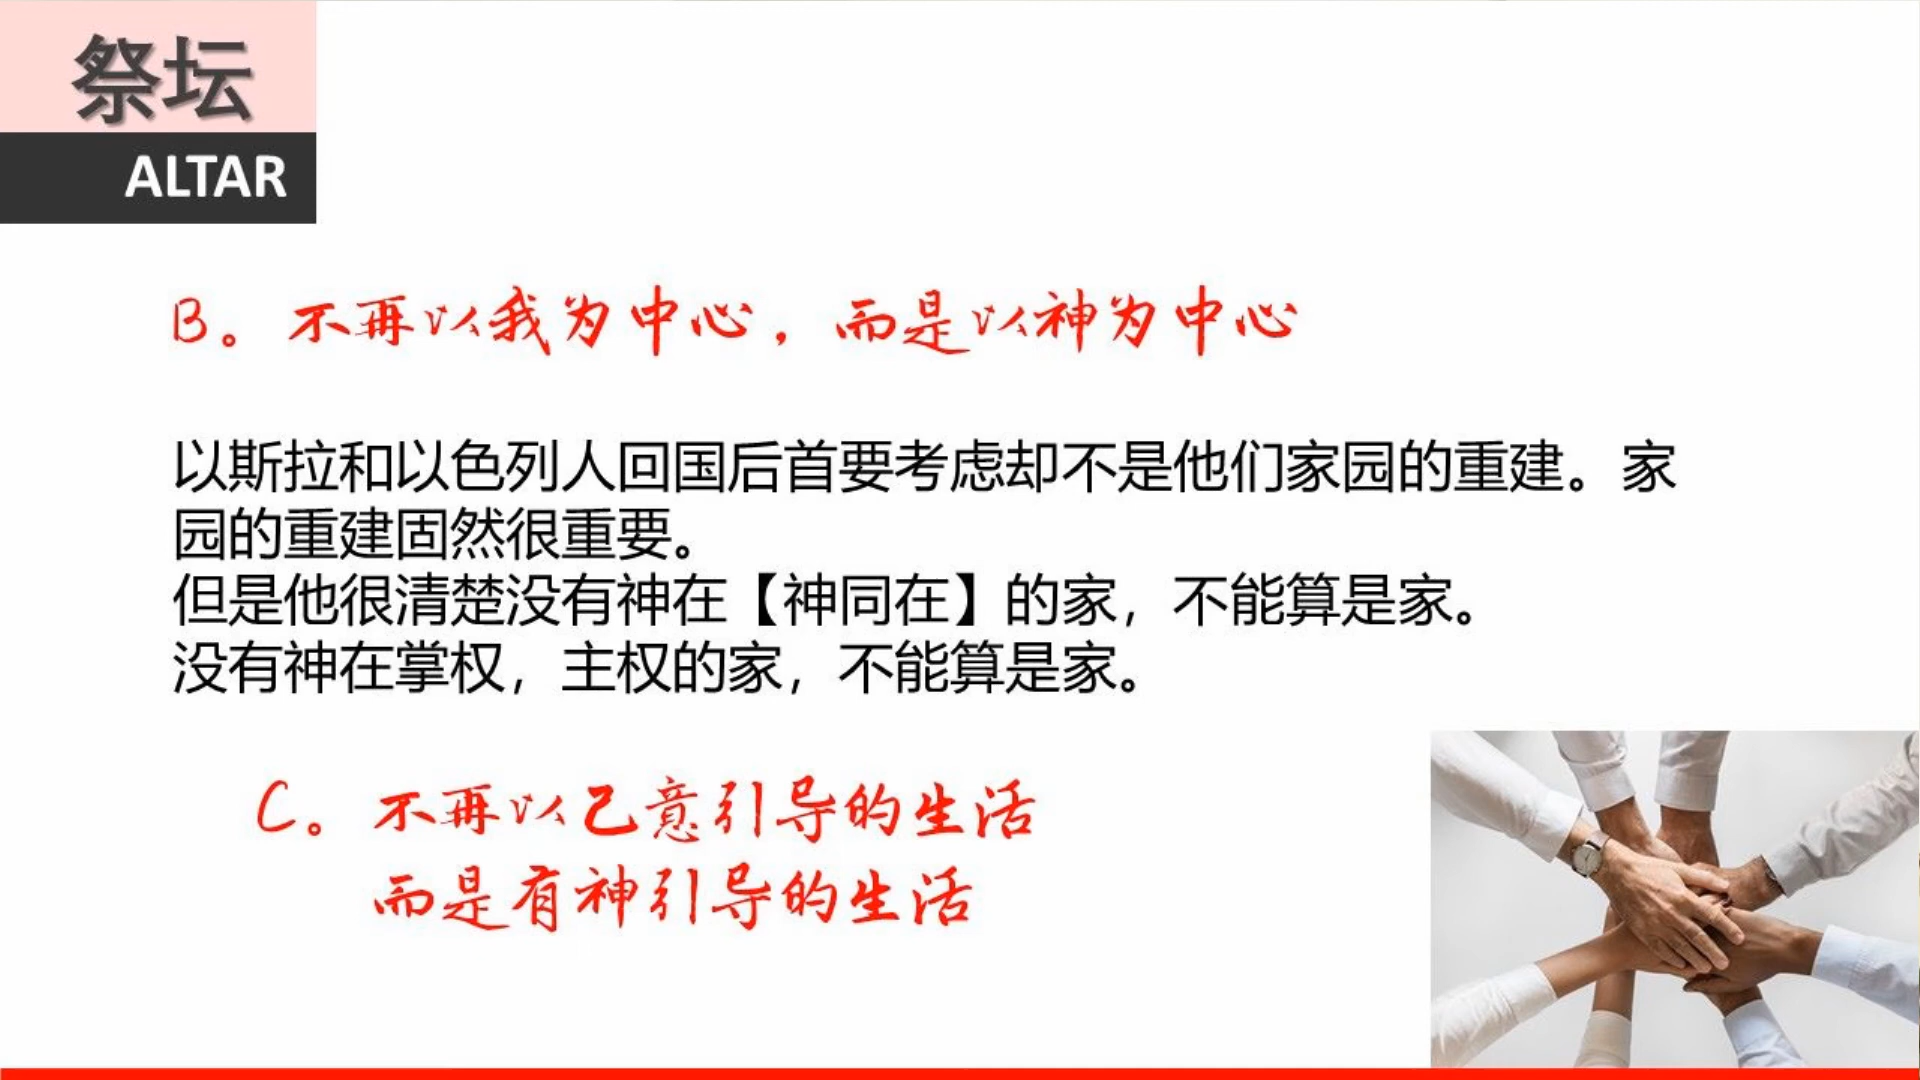 祭坛
ALTAR
B。不再以我为中心，而是以神为中心
以斯拉和以色列人回国后首要考虑却不是他们家园的重建。家
园的重建固然很重要。
但是他很清楚没有神在【神同在】的家，不能算是家。
没有神在掌权，主权的家，不能算是家。
C。不再以己意引导的生活
而是有神引导的生活